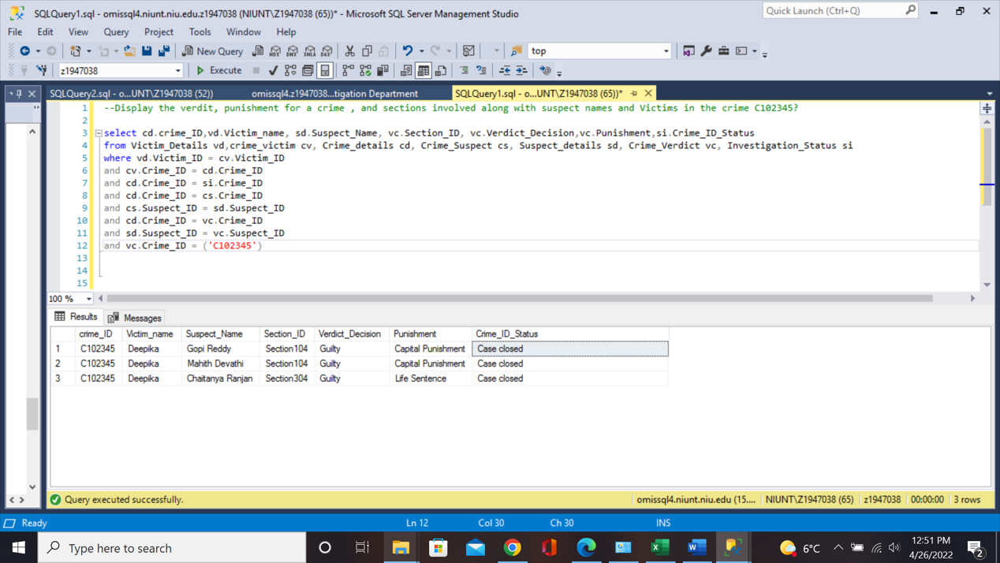 SQLQuery1.sql - omissql4.niunt.niu.edu.z1947038 (NIUNT\Z1947038 (65))* - Microsoft SQL Server Management Studio
Quick Launch (Ctrl+Q)
File Edit View Query Project Tools Window Help
New Query
MDX DMX XMLA DAX
top
z1947038
Execute
SQLQuery2.sql - o...UNT\Z1947038 (52))
omissql4.z1947038...tigation Department
SQLQuery1.sql - o...UNT\Z1947038 (65))*
1 --Display the verdit, punishment for a crime , and sections involved along with suspect names and Victims in the crime C102345?
2
3 select cd.crime_ID,vd.Victim_name, sd.Suspect_Name, vc.Section_ID, vc.Verdict_Decision,vc.Punishment,si.Crime_ID_Status
4 from Victim_Details vd,crime_victim cv, Crime_details cd, Crime_Suspect cs, Suspect_details sd, Crime_Verdict vc, Investigation_Status si
5 where vd.Victim_ID = cv.Victim_ID
6 and cv.Crime_ID = cd.Crime_ID
7 and cd.Crime_ID = si.Crime_ID
8 and cd.Crime_ID = cs.Crime_ID
9 and cs.Suspect_ID = sd.Suspect_ID
10 and cd.Crime_ID = vc.Crime_ID
11 and sd.Suspect_ID = vc.Suspect_ID
12 and vc.Crime_ID = ('C102345')
13
14
15
100 %
Results Messages
crime_ID Victim_name Suspect_Name Section_ID Verdict_Decision Punishment Crime_ID_Status
1 C102345 Deepika Gopi Reddy Section104 Guilty Capital Punishment Case closed
2 C102345 Deepika Mahith Devathi Section104 Guilty Capital Punishment Case closed
3 C102345 Deepika Chaitanya Ranjan Section304 Guilty Life Sentence Case closed
Query executed successfully.
omissql4.niunt.niu.edu (15.... NIUNT\Z1947038 (65) z1947038 00:00:00 3 rows
Ready Ln 12 Col 30 Ch 30 INS
Type here to search
6°C
12:51 PM
4/26/2022
2